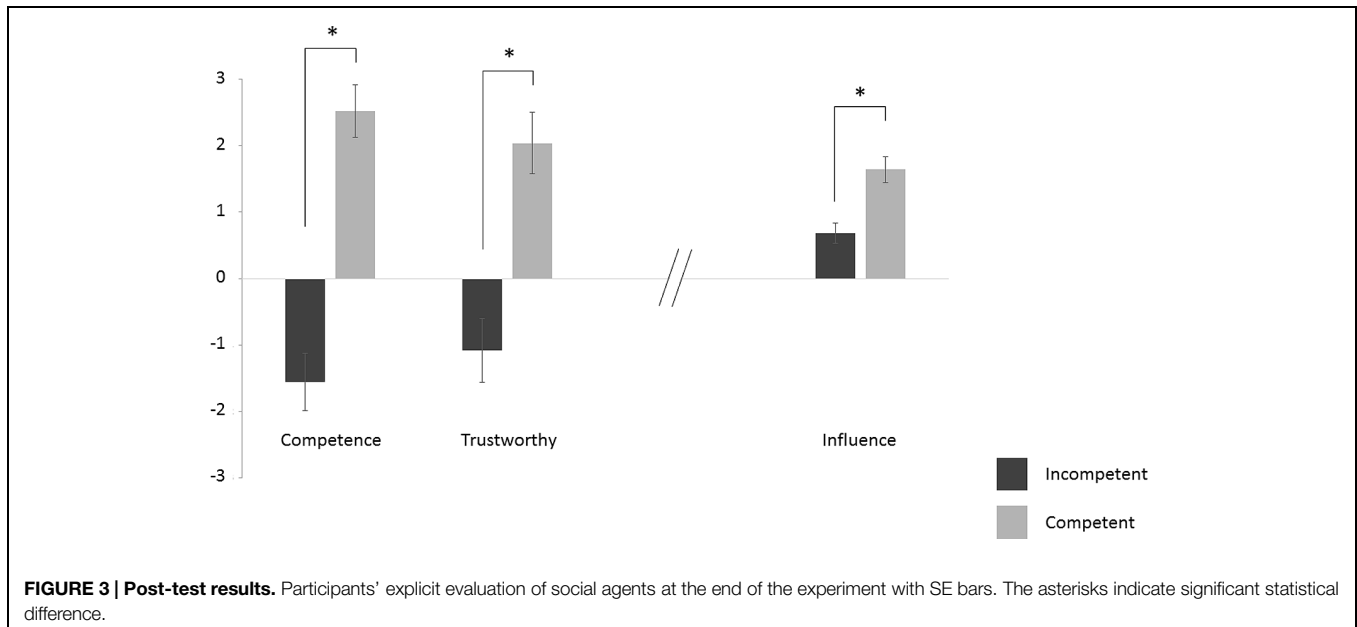 *
*
*
3
2
1
0
-1
-2
-3
Competence
Trustworthy
Influence
Incompetent
Competent
FIGURE 3 | Post-test results. Participants’ explicit evaluation of social agents at the end of the experiment with SE bars. The asterisks indicate significant statistical
difference.